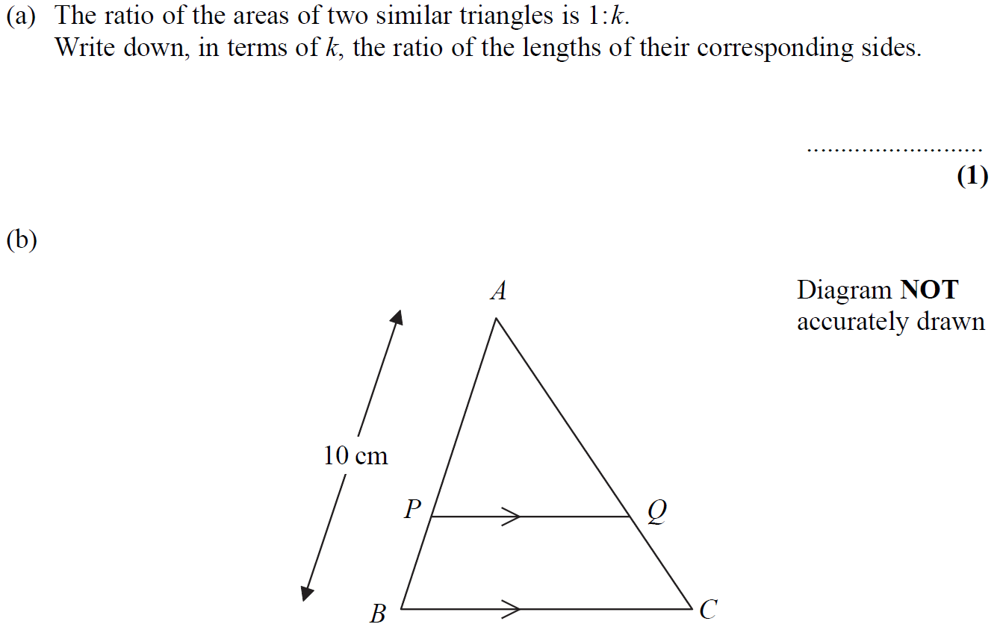 (a) The ratio of the areas of two similar triangles is 1:k.
Write down, in terms of k, the ratio of the lengths of their corresponding sides.
..........................
(1)
(b)
Diagram NOT
accurately drawn
A
10 cm
P
Q
B
C